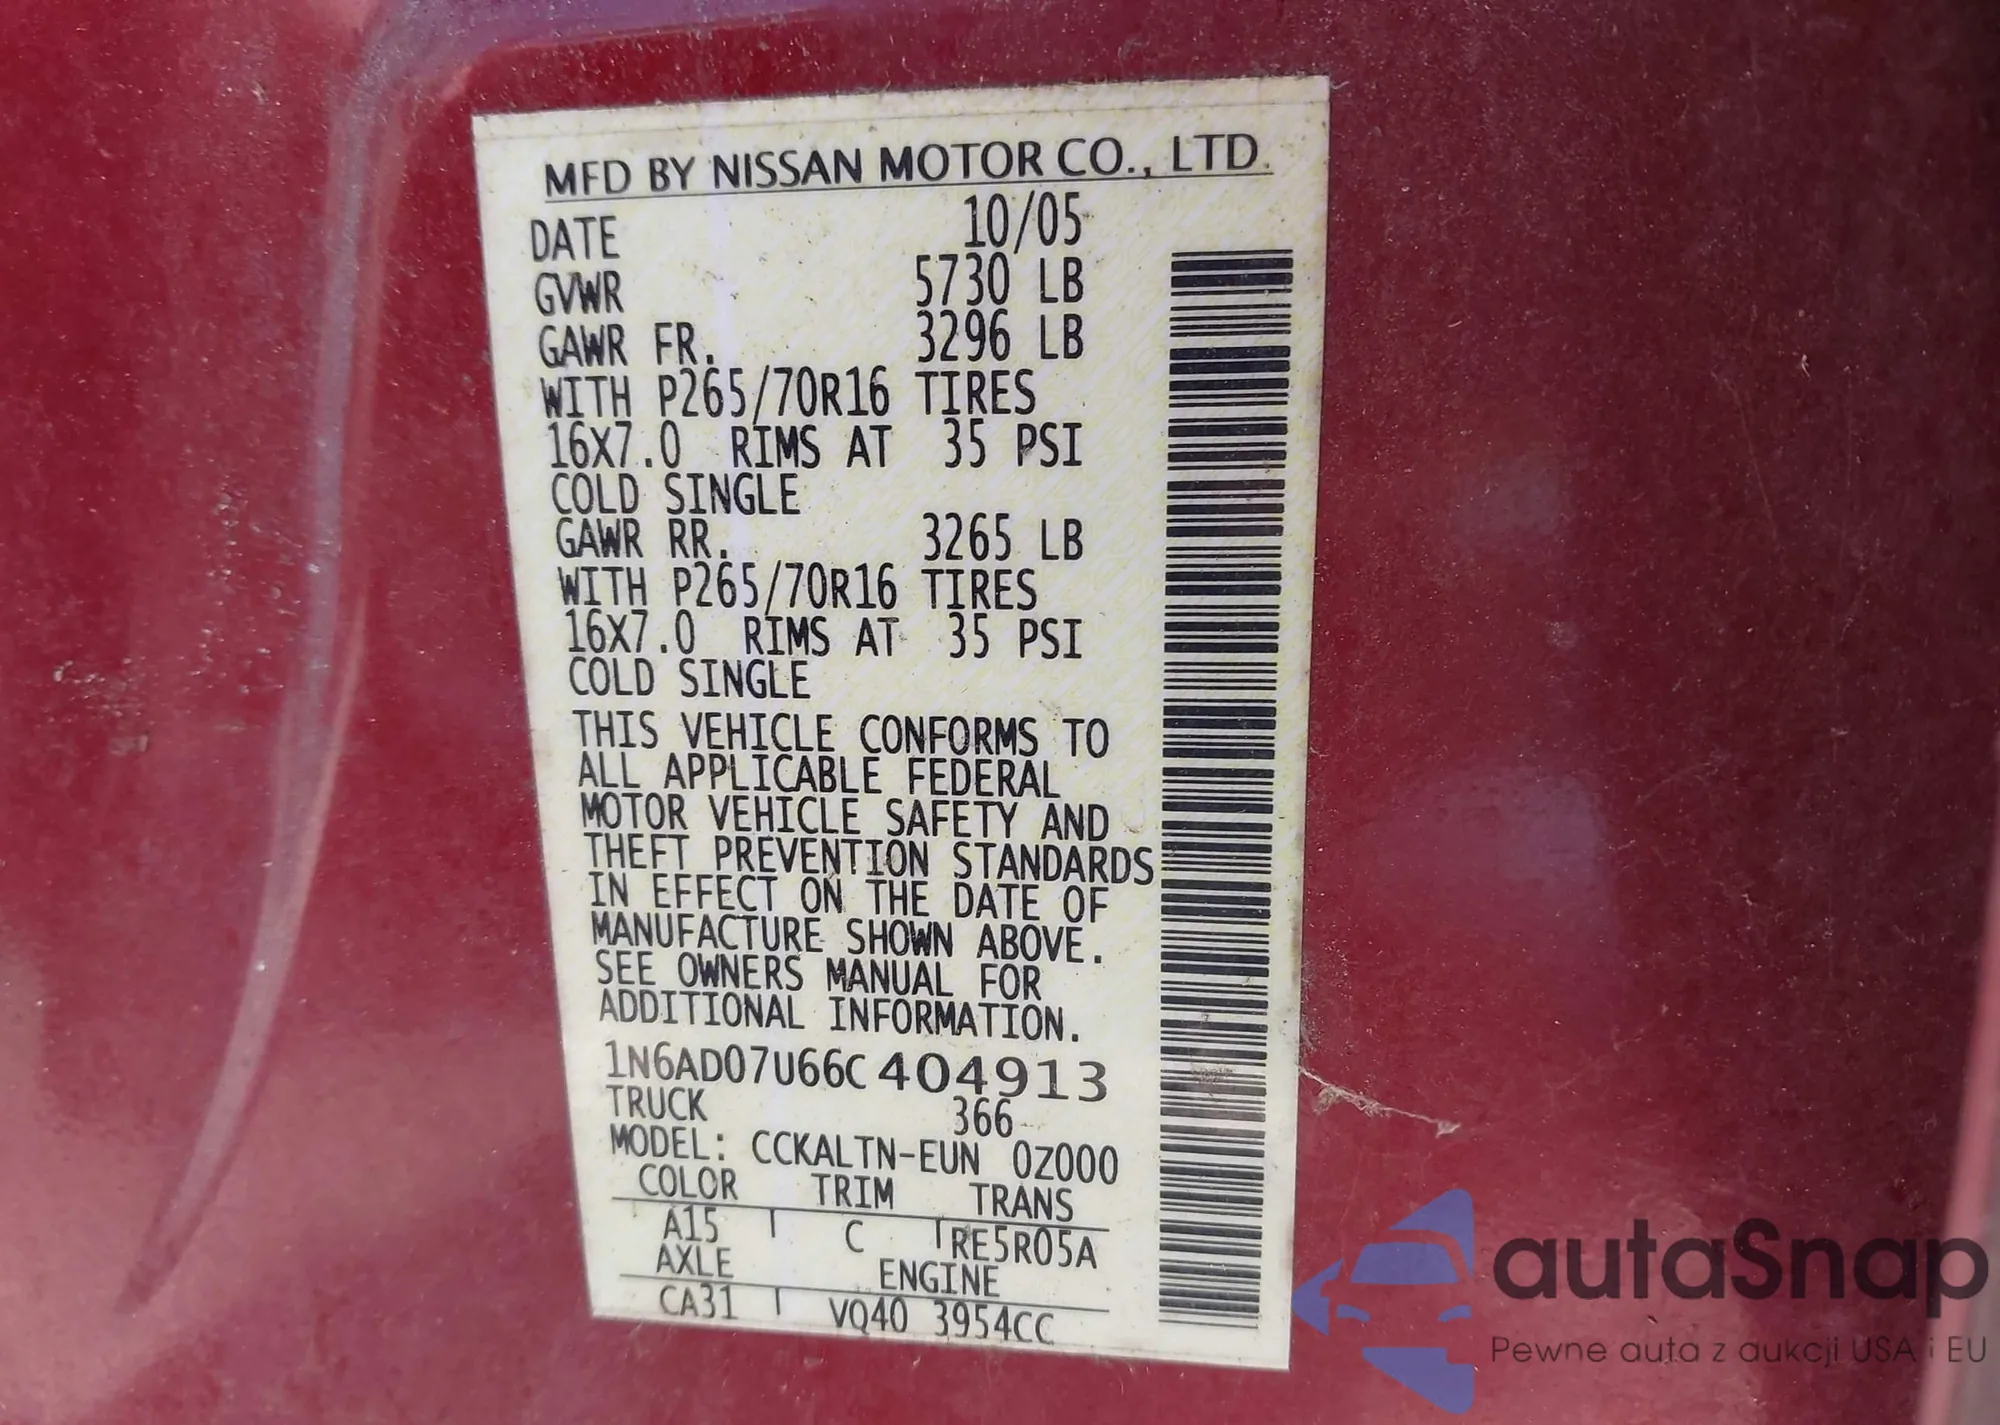 MFD BY NISSAN MOTOR CO., LTD.
DATE 10/05
GVWR 5730 LB
GAWR FR. 3296 LB
WITH P265/70R16 TIRES
16X7.0 RIMS AT 35 PSI
COLD SINGLE
GAWR RR. 3265 LB
WITH P265/70R16 TIRES
16X7.0 RIMS AT 35 PSI
COLD SINGLE
THIS VEHICLE CONFORMS TO
ALL APPLICABLE FEDERAL
MOTOR VEHICLE SAFETY AND
THEFT PREVENTION STANDARDS
IN EFFECT ON THE DATE OF
MANUFACTURE SHOWN ABOVE.
SEE OWNERS MANUAL FOR
ADDITIONAL INFORMATION.
1N6AD07U66C404913
TRUCK 366
MODEL: CCKALTN-EUN 0Z000
COLOR TRIM TRANS
A15 C RE5R05A
AXLE ENGINE
CA31 VQ40 3954CC
autaSnap
Pewne auta z aukcji USA i EU